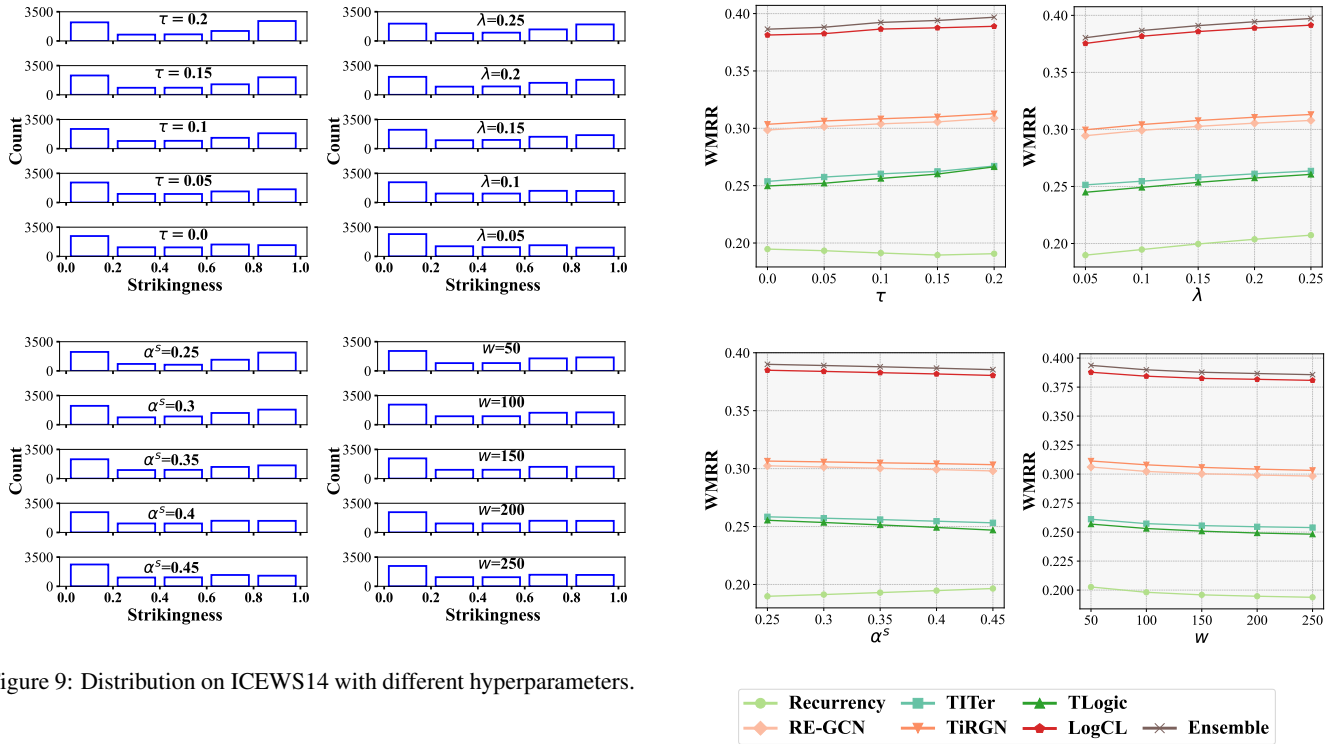 3500
0
τ = 0.2
3500
0
τ = 0.15
3500
0
τ = 0.1
3500
0
τ = 0.05
3500
0
τ = 0.0
0.0 0.2 0.4 0.6 0.8 1.0
Strikingness
Count
3500
0
λ=0.25
3500
0
λ=0.2
3500
0
λ=0.15
3500
0
λ=0.1
3500
0
λ=0.05
0.0 0.2 0.4 0.6 0.8 1.0
Strikingness
Count
0.40
0.35
0.30
0.25
0.20
WMRR
0.0 0.05 0.1 0.15 0.2
τ
0.40
0.35
0.30
0.25
0.20
WMRR
0.05 0.1 0.15 0.2 0.25
λ
3500
0
αˢ=0.25
3500
0
αˢ=0.3
3500
0
αˢ=0.35
3500
0
αˢ=0.4
3500
0
αˢ=0.45
0.0 0.2 0.4 0.6 0.8 1.0
Strikingness
Count
3500
0
w=50
3500
0
w=100
3500
0
w=150
3500
0
w=200
3500
0
w=250
0.0 0.2 0.4 0.6 0.8 1.0
Strikingness
Count
0.40
0.35
0.30
0.25
0.20
WMRR
0.25 0.3 0.35 0.4 0.45
αˢ
0.400
0.375
0.350
0.325
0.300
0.275
0.250
0.225
0.200
WMRR
50 100 150 200 250
w
igure 9: Distribution on ICEWS14 with different hyperparameters.
Recurrency TITer TLogic
RE-GCN TiRGN LogCL Ensemble